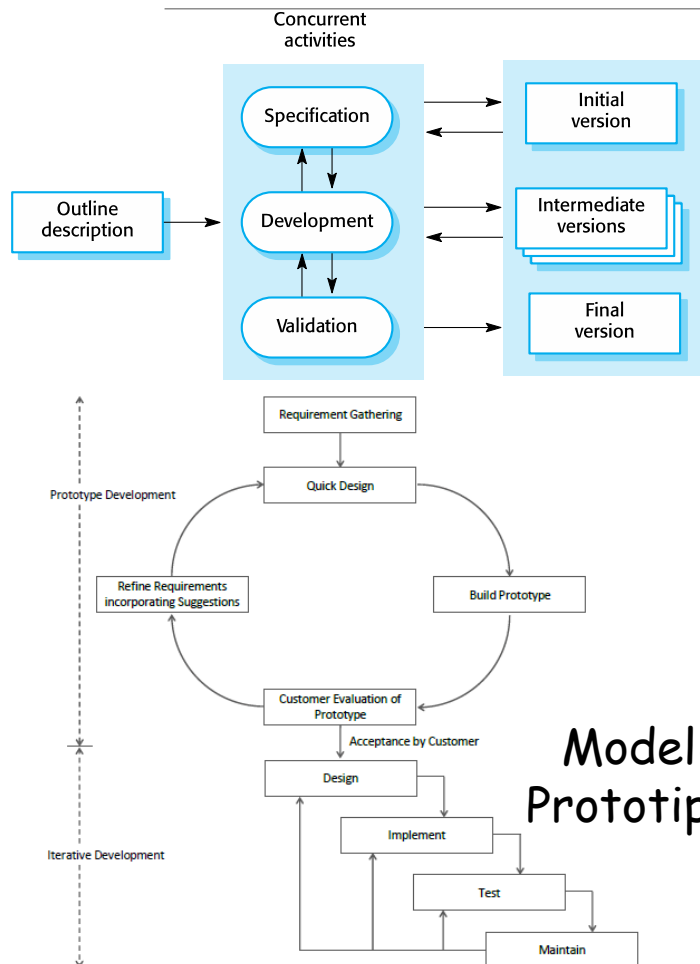 Concurrent
activities
Specification
Initial
version
Outline
description
Development
Intermediate
versions
Validation
Final
version
Requirement Gathering
Prototype Development
Quick Design
Refine Requirements
incorporating Suggestions
Build Prototype
Customer Evaluation of
Prototype
Acceptance by Customer
Model
Prototip
Design
Implement
Iterative Development
Test
Maintain